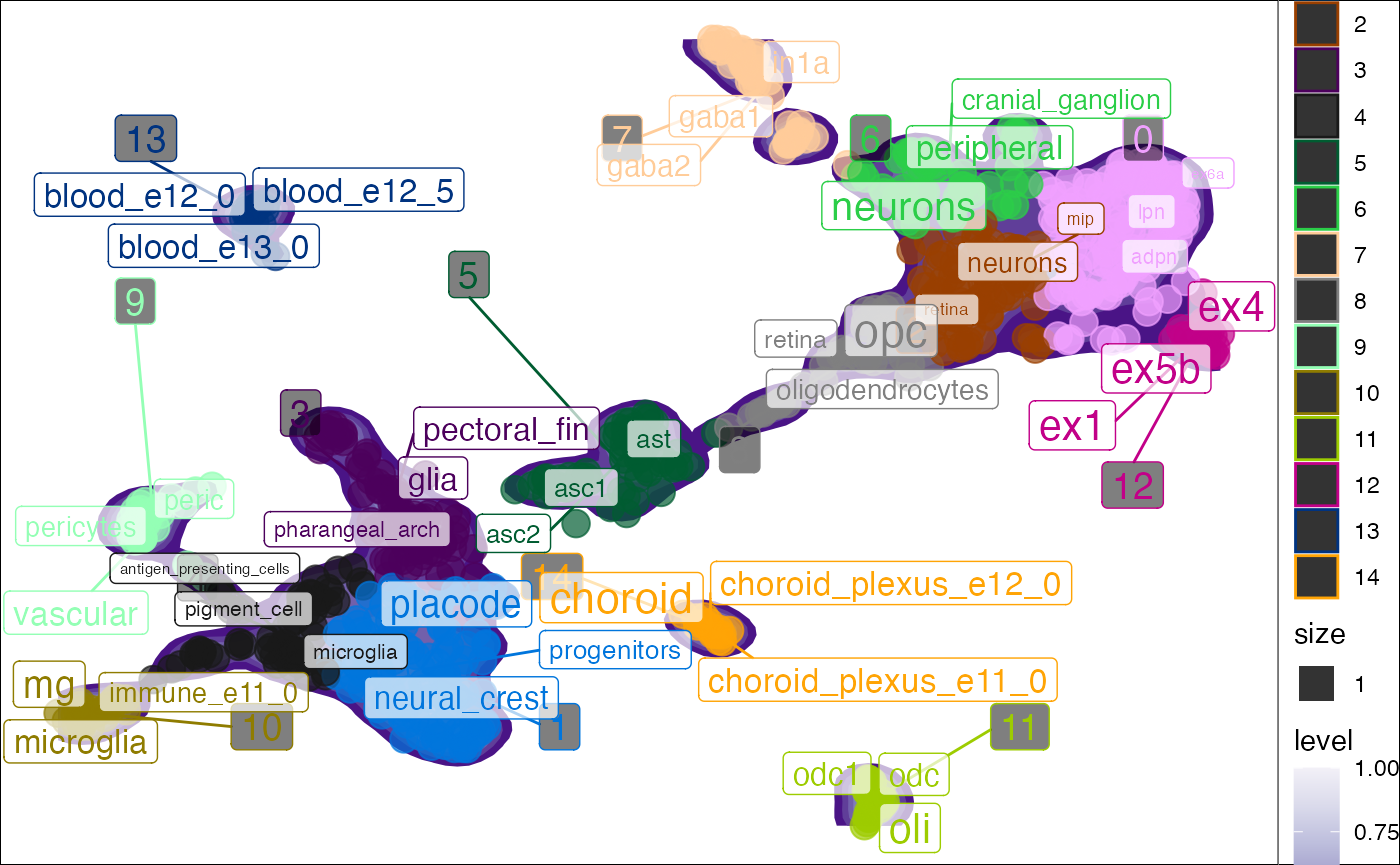 in1a
cranial_ganglion
gaba1
13
7
6
peripheral
0
gaba2
blood_e12_0
blood_e12_5
neurons
lpn
mip
blood_e13_0
neurons
adpn
5
9
retina
ex4
opc
retina
ex5b
oligodendrocytes
3
pectoral_fin
ex1
ast
glia
12
asc1
peric
pericytes
pharangeal_arch
asc2
antigen_presenting_cells
14
choroid_plexus_e12_0
vascular
pigment_cell
placode
choroid
microglia
progenitors
mg
immune_e11_0
choroid_plexus_e11_0
neural_crest
10
1
11
microglia
odc1
odc
oli
2
3
4
5
6
7
8
9
10
11
12
13
14
size
1
level
1.00
0.75